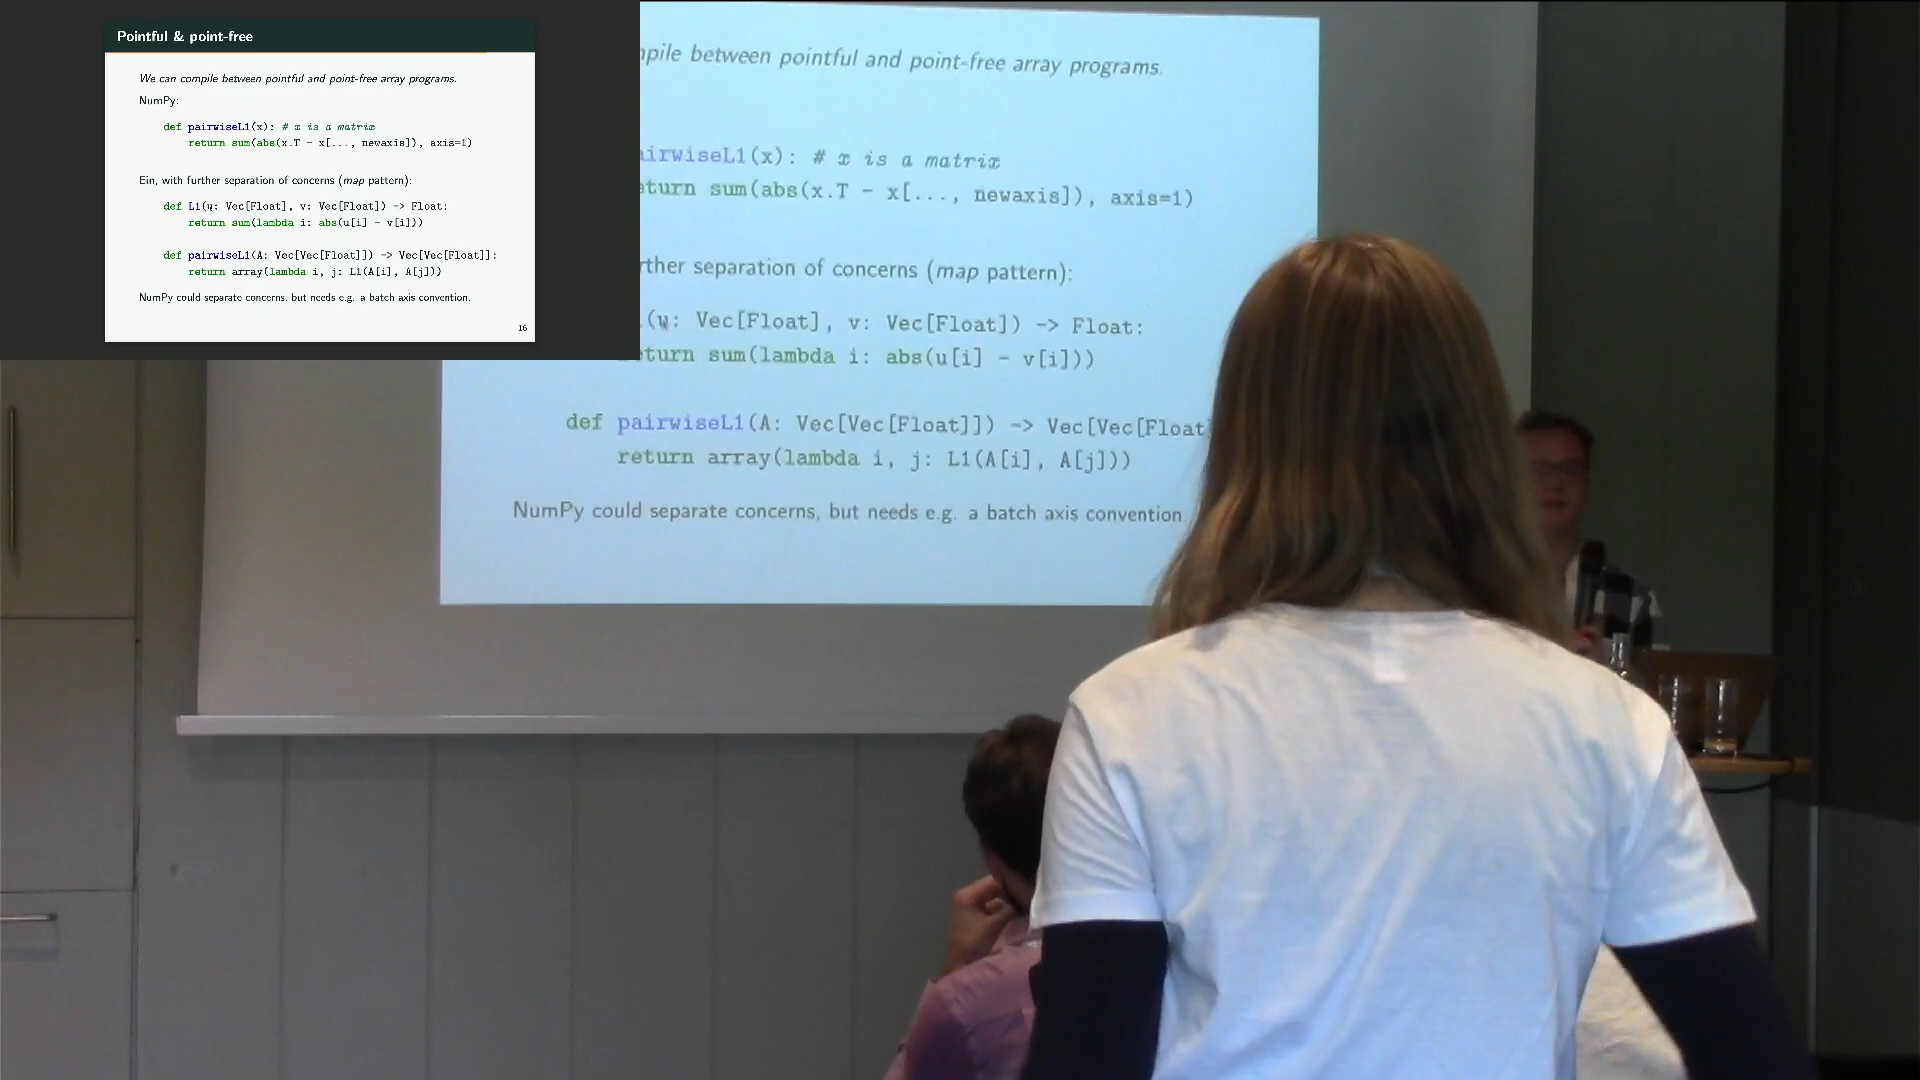 Pointful & point-free
We can compile between pointful and point-free array programs.
NumPy:
def pairwiseL1(x): # x is a matrix
return sum(abs(x.T - x[..., newaxis]), axis=1)
Ein, with further separation of concerns (map pattern):
def L1(u: Vec[Float], v: Vec[Float]) -> Float:
return sum(lambda i: abs(u[i] - v[i]))
def pairwiseL1(A: Vec[Vec[Float]]) -> Vec[Vec[Float]]:
return array(lambda i, j: L1(A[i], A[j]))
NumPy could separate concerns, but needs e.g. a batch axis convention.
16
between pointful and point-free array programs.
(x): # x is a matrix
sum(abs(x.T - x[..., newaxis]), axis=1)
separation of concerns (map pattern):
(u: Vec[Float], v: Vec[Float]) -> Float:
sum(lambda i: abs(u[i] - v[i]))
def pairwiseL1(A: Vec[Vec[Float]]) -> Vec[Vec[Float]
return array(lambda i, j: L1(A[i], A[j]))
NumPy could separate concerns, but needs e.g. a batch axis convention.